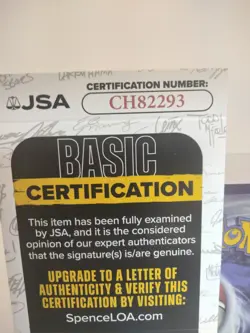 CERTIFICATION NUMBER:
JSA
CH82293
BASIC
CERTIFICATION
This item has been fully examined
by JSA, and it is the considered
opinion of our expert authenticators
that the signature(s) is/are genuine.
UPGRADE TO A LETTER OF
AUTHENTICITY & VERIFY THIS
CERTIFICATION BY VISITING:
SpenceLOA.com